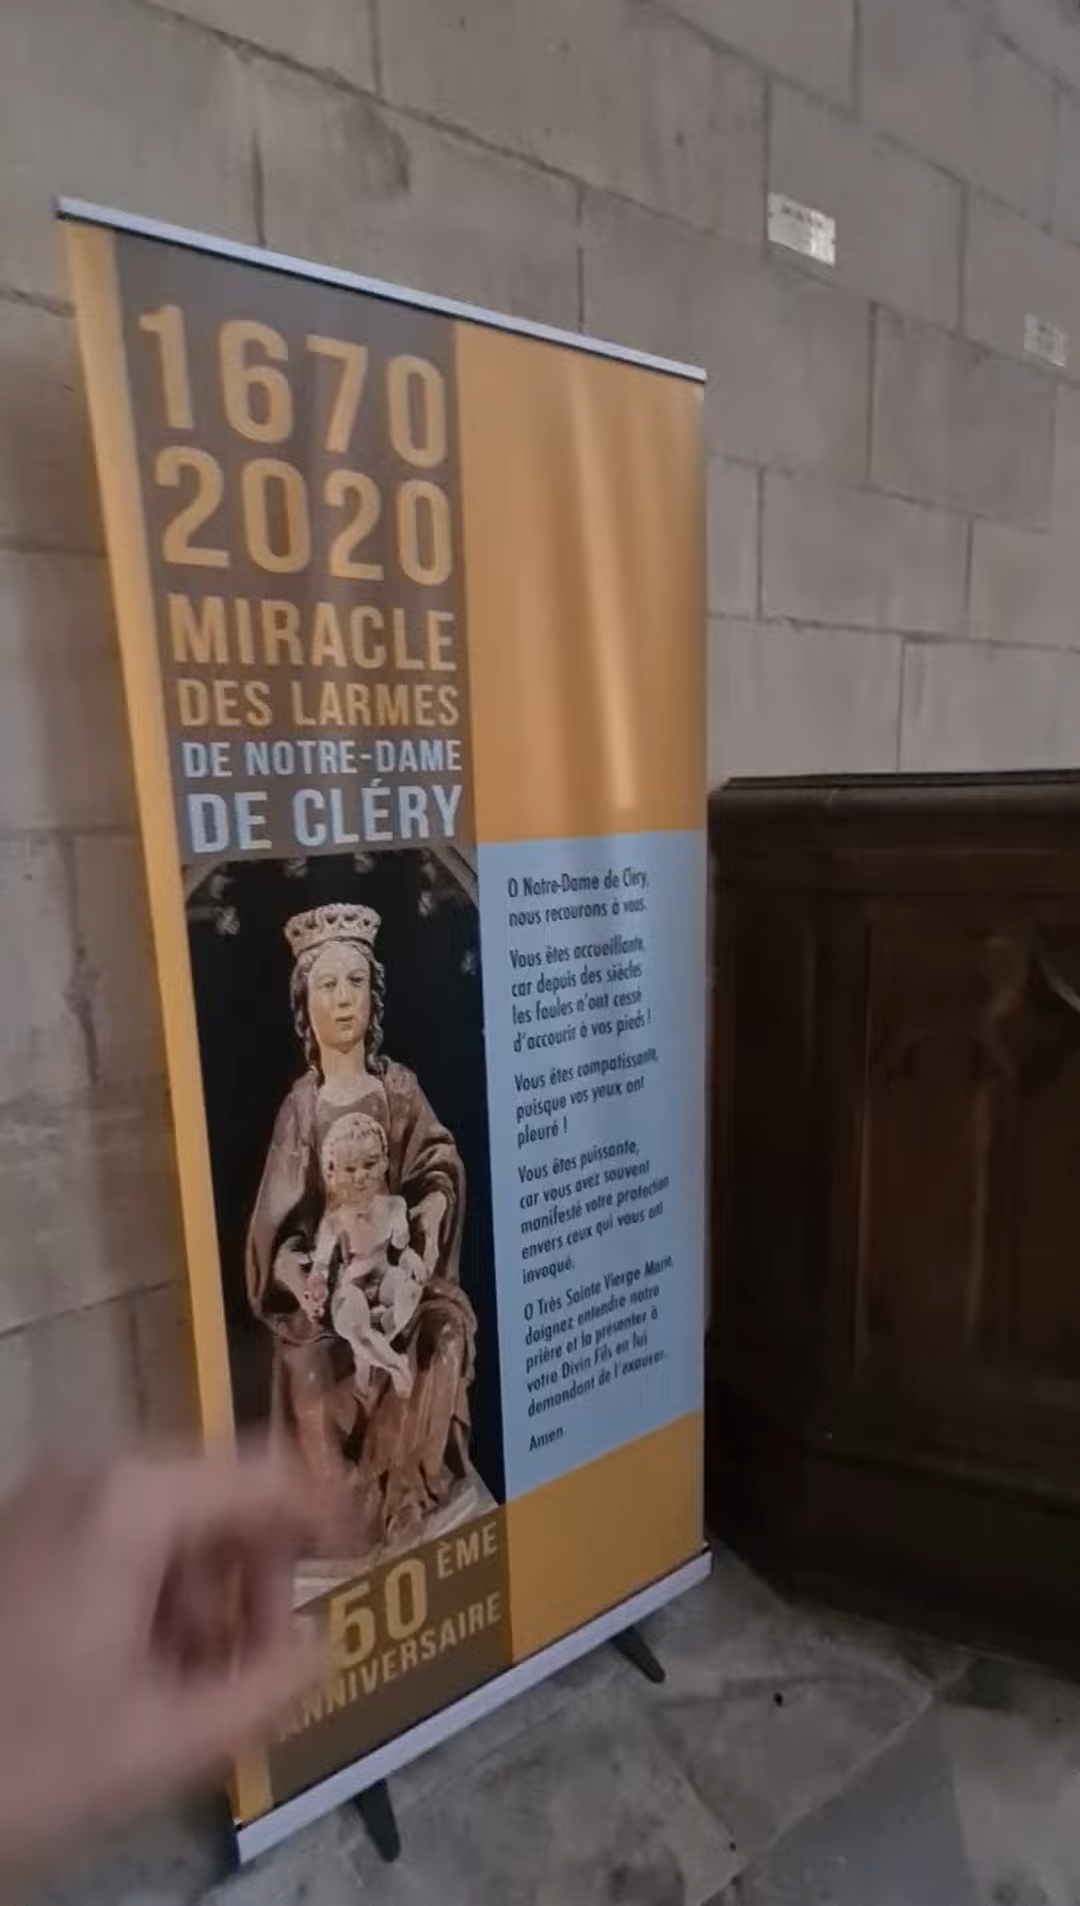 1670
2020
MIRACLE
DES LARMES
DE NOTRE-DAME
DE CLÉRY
O Notre-Dame de Clery,
nous recourons à vous.
Vous êtes accueillante,
car depuis des siècles
les foules n'ont cessé
d'accourir à vos pieds !
Vous êtes compatissante,
puisque vos yeux ont
pleuré !
Vous êtes puissante,
car vous avez souvent
manifesté votre protection
envers ceux qui vous ont
invoqué.
O Très Sainte Vierge Marie,
daignez entendre notre
prière et la présenter à
votre Divin Fils en lui
demandant de l'exaucer.
Amen
50 ÈME
ANNIVERSAIRE